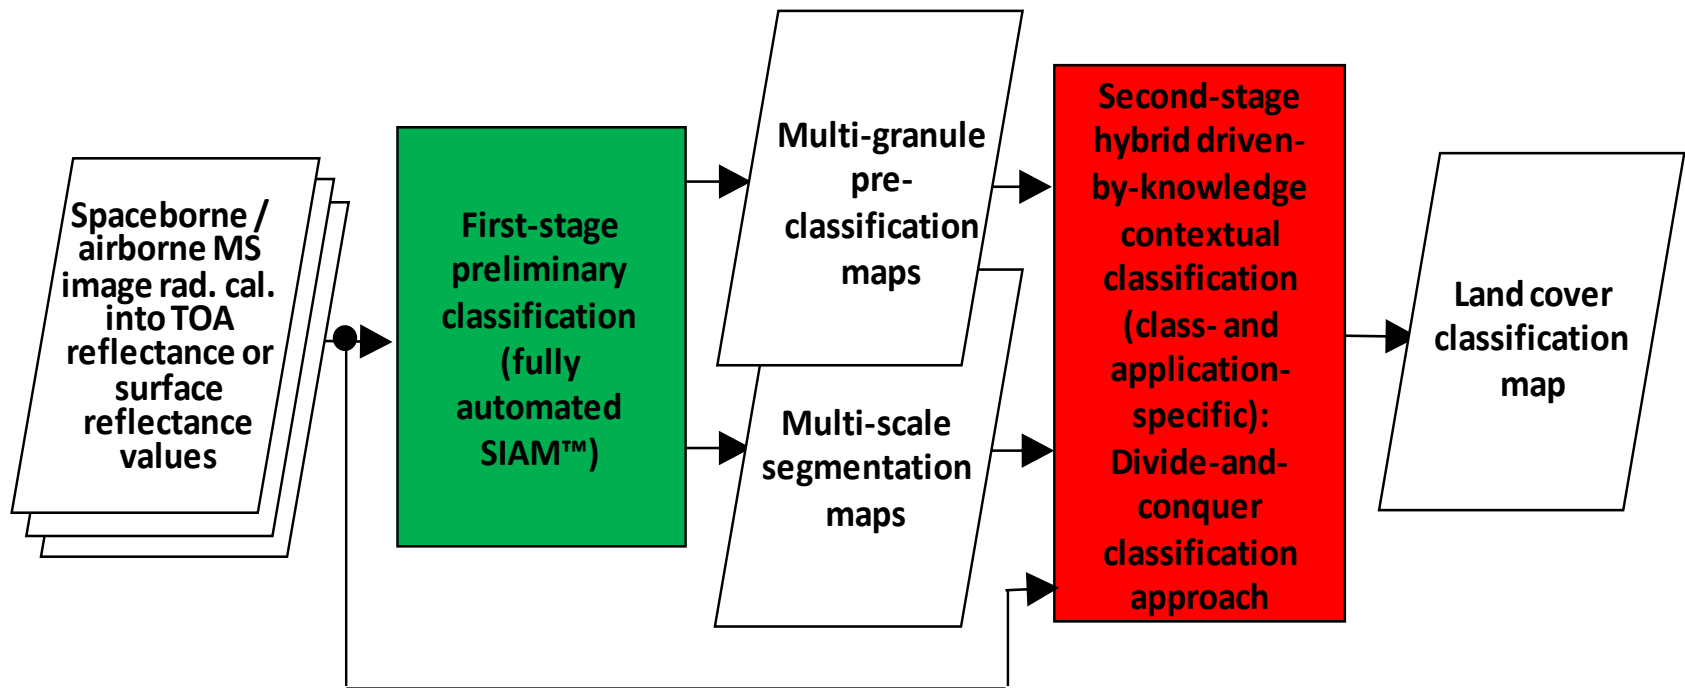 Spaceborne /
airborne MS
image rad. cal.
into TOA
reflectance or
surface
reflectance
values
First-stage
preliminary
classification
(fully
automated
SIAM™)
Multi-granule
pre-
classification
maps
Multi-scale
segmentation
maps
Second-stage
hybrid driven-
by-knowledge
contextual
classification
(class- and
application-
specific):
Divide-and-
conquer
classification
approach
Land cover
classification
map